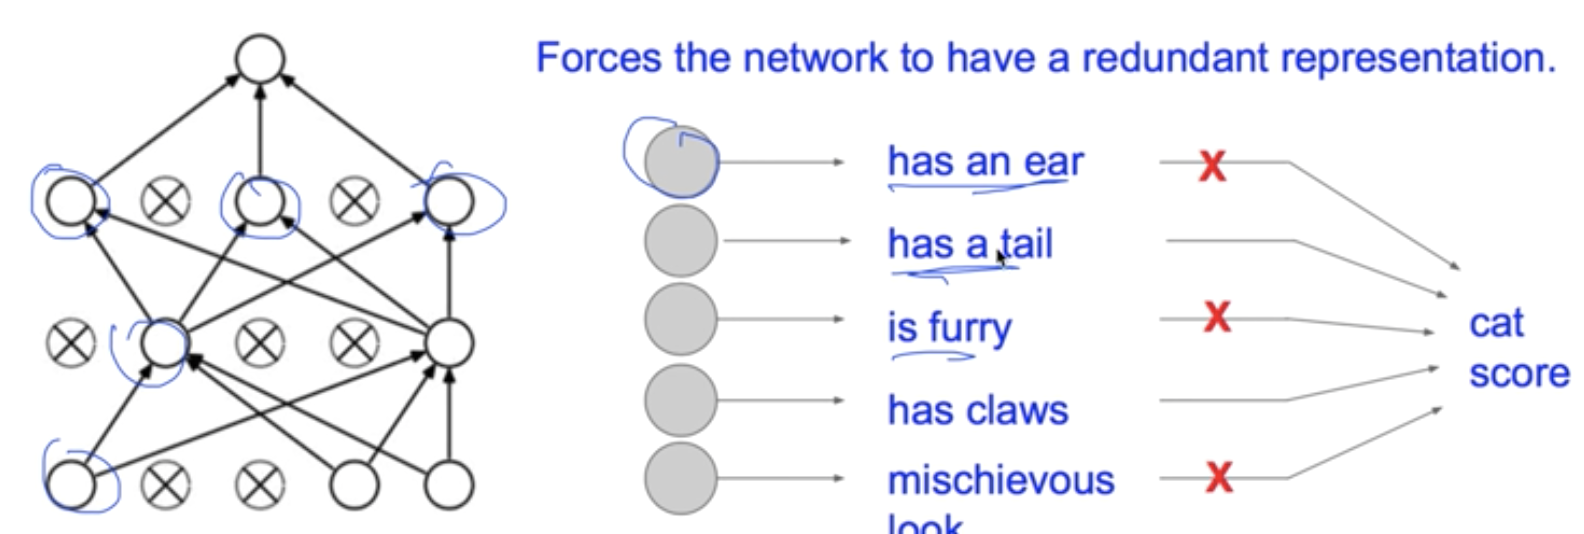 Forces the network to have a redundant representation.
has an ear
X
has a tail
is furry
X
cat
score
has claws
mischievous
X
look